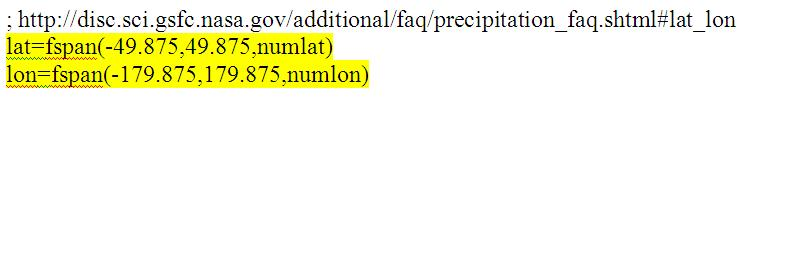 ; http://disc.sci.gsfc.nasa.gov/additional/faq/precipitation_faq.shtml#lat_lon
lat=fspan(-49.875,49.875,numlat)
lon=fspan(-179.875,179.875,numlon)